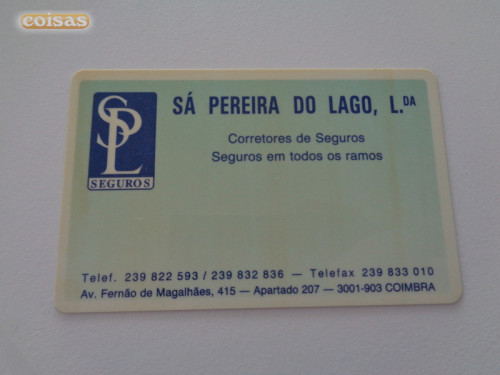 coisas
SPL
SEGUROS
SÁ PEREIRA DO LAGO, L.DA
Corretores de Seguros
Seguros em todos os ramos
Telef. 239 822 593 / 239 832 836 — Telefax 239 833 010
Av. Fernão de Magalhães, 415 — Apartado 207 — 3001-903 COIMBRA